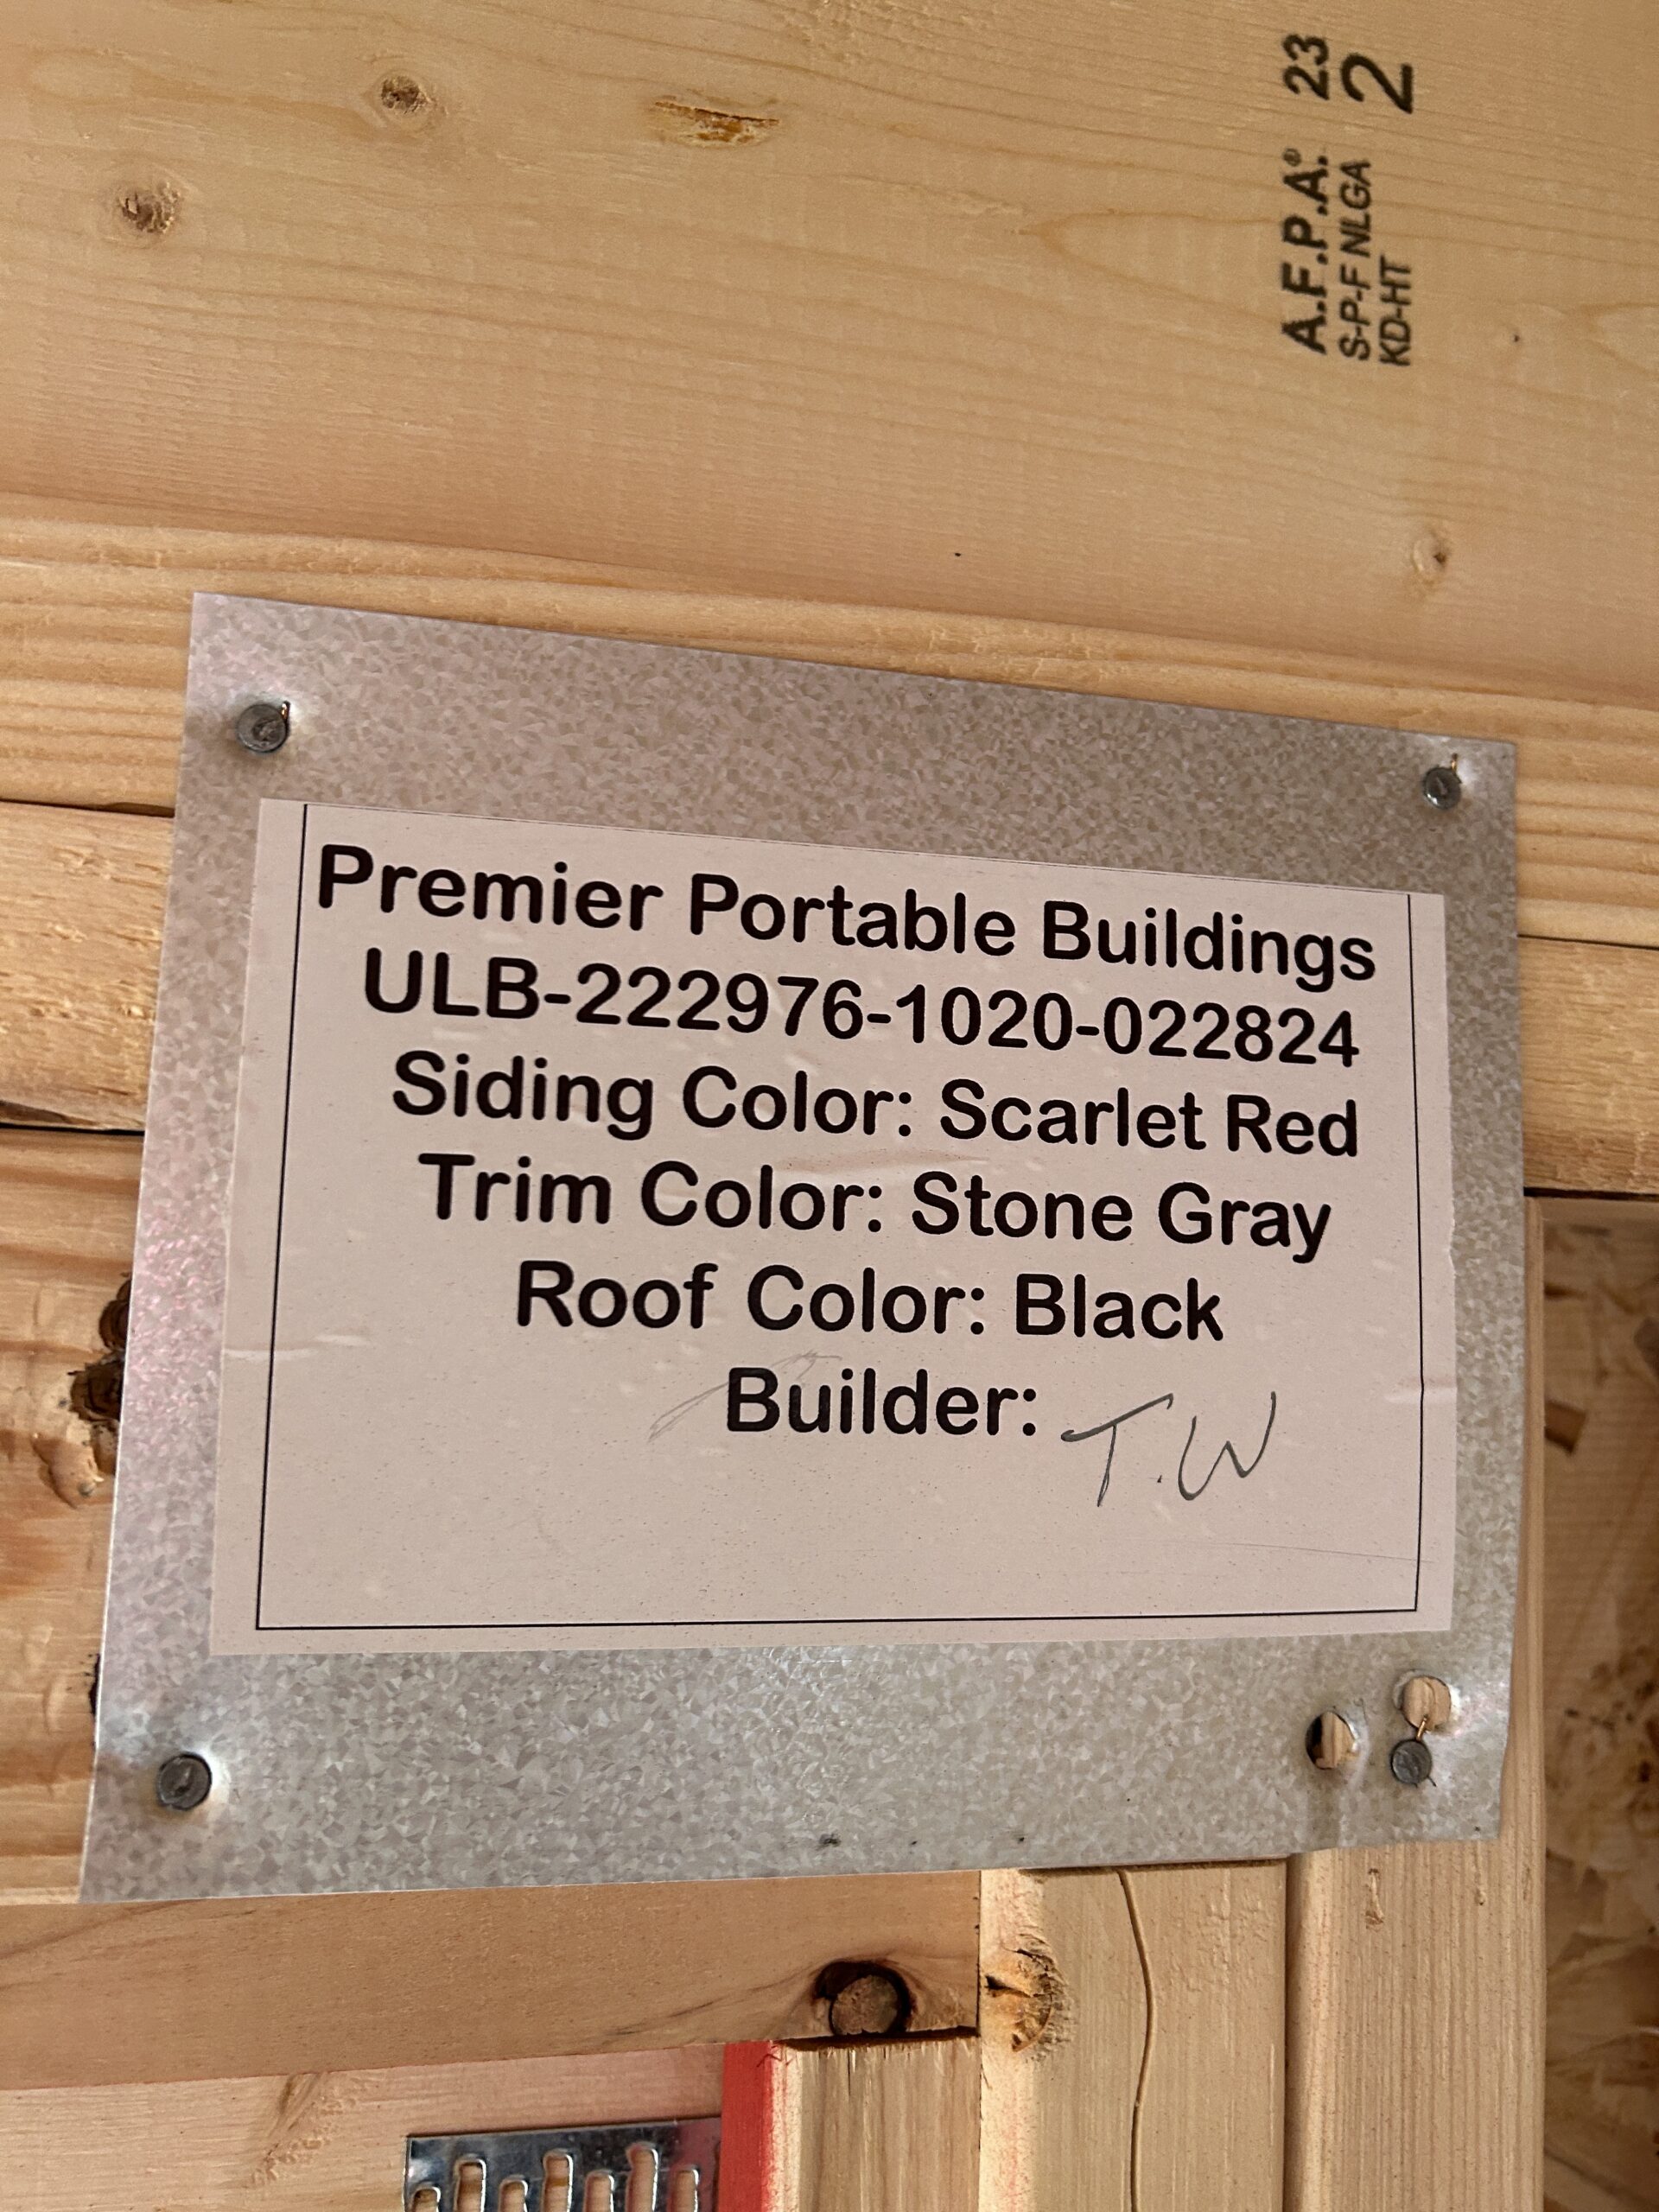 A.F.P.A.® 23
S-P-F NLGA 2
KD-HT
Premier Portable Buildings
ULB-222976-1020-022824
Siding Color: Scarlet Red
Trim Color: Stone Gray
Roof Color: Black
Builder: T.W